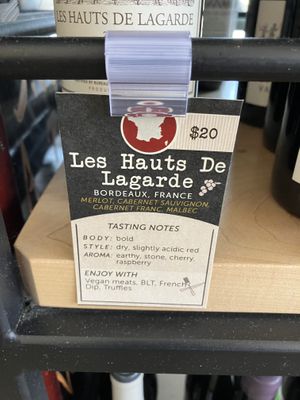 LES HAUTS DE LAGARDE
$20
Les Hauts De
Lagarde
BORDEAUX, FRANCE
MERLOT, CABERNET SAUVIGNON,
CABERNET FRANC, MALBEC
TASTING NOTES
BODY: bold
STYLE: dry, slightly acidic red
AROMA: earthy, stone, cherry,
raspberry
ENJOY WITH
Vegan meats, BLT, French
Dip, Truffles